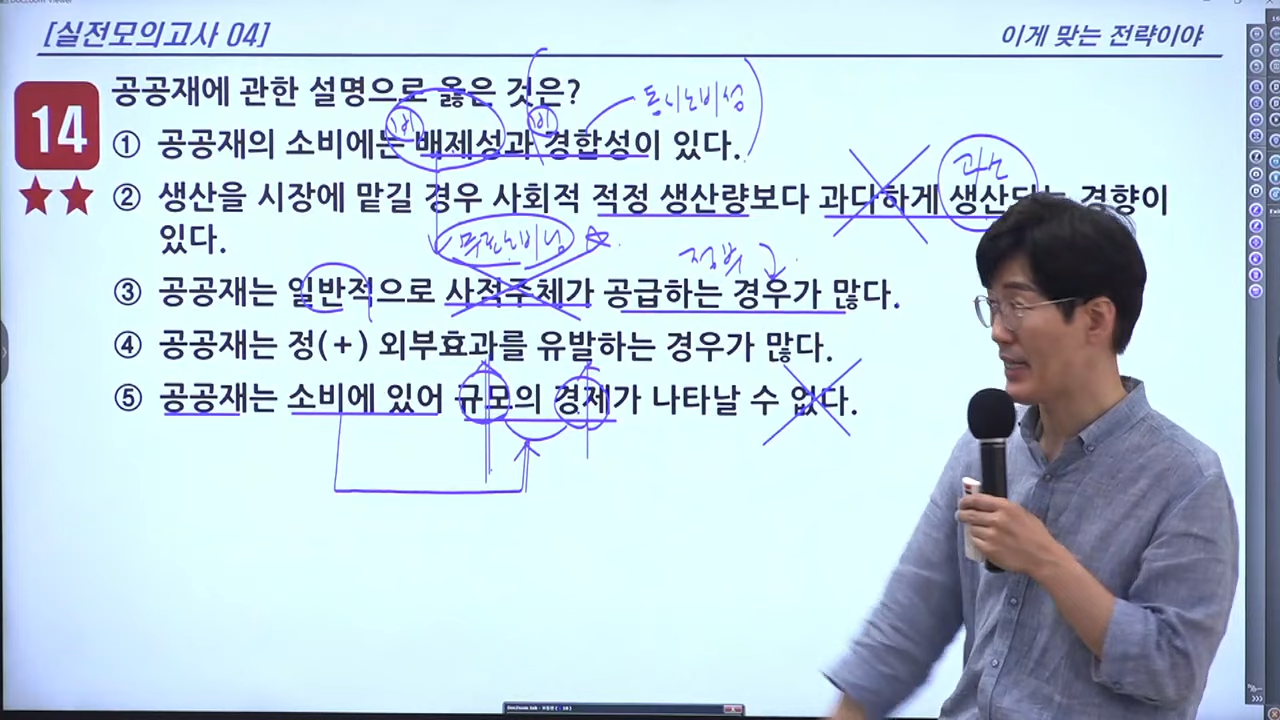 [실전모의고사 04]
이게 맞는 전략이야
14
공공재에 관한 설명으로 옳은 것은?
동시소비성
비
비
① 공공재의 소비에는 배제성과 경합성이 있다.
과소
② 생산을 시장에 맡길 경우 사회적 적정 생산량보다 과다하게 생산되는 경향이
있다.
정부
③ 공공재는 일반적으로 사적주체가 공급하는 경우가 많다.
④ 공공재는 정(+) 외부효과를 유발하는 경우가 많다.
⑤ 공공재는 소비에 있어 규모의 경제가 나타날 수 없다.